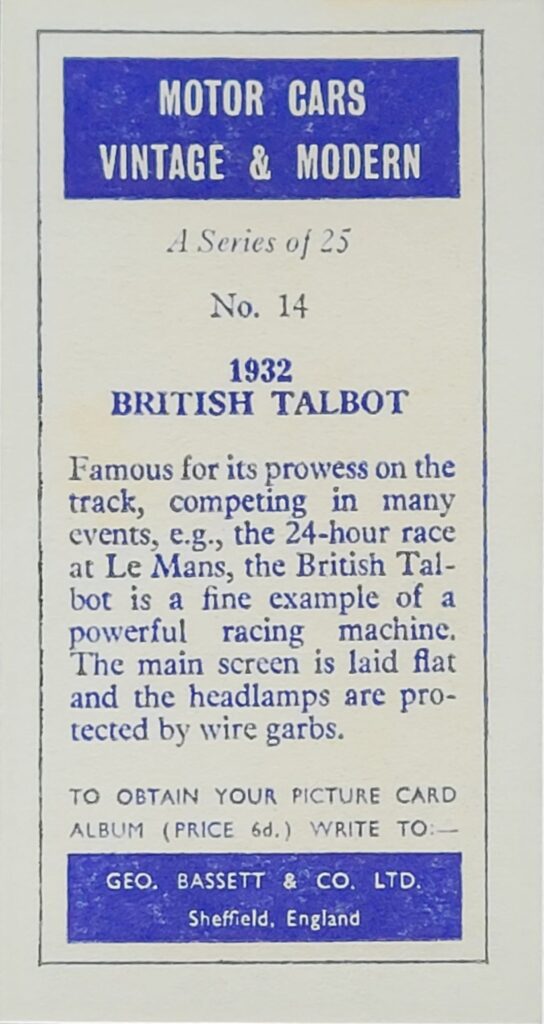 MOTOR CARS
VINTAGE & MODERN
A Series of 25
No. 14
1932
BRITISH TALBOT
Famous for its prowess on the
track, competing in many
events, e.g., the 24-hour race
at Le Mans, the British Tal-
bot is a fine example of a
powerful racing machine.
The main screen is laid flat
and the headlamps are pro-
tected by wire garbs.
TO OBTAIN YOUR PICTURE CARD
ALBUM (PRICE 6d.) WRITE TO:—
GEO. BASSETT & CO. LTD.
Sheffield, England